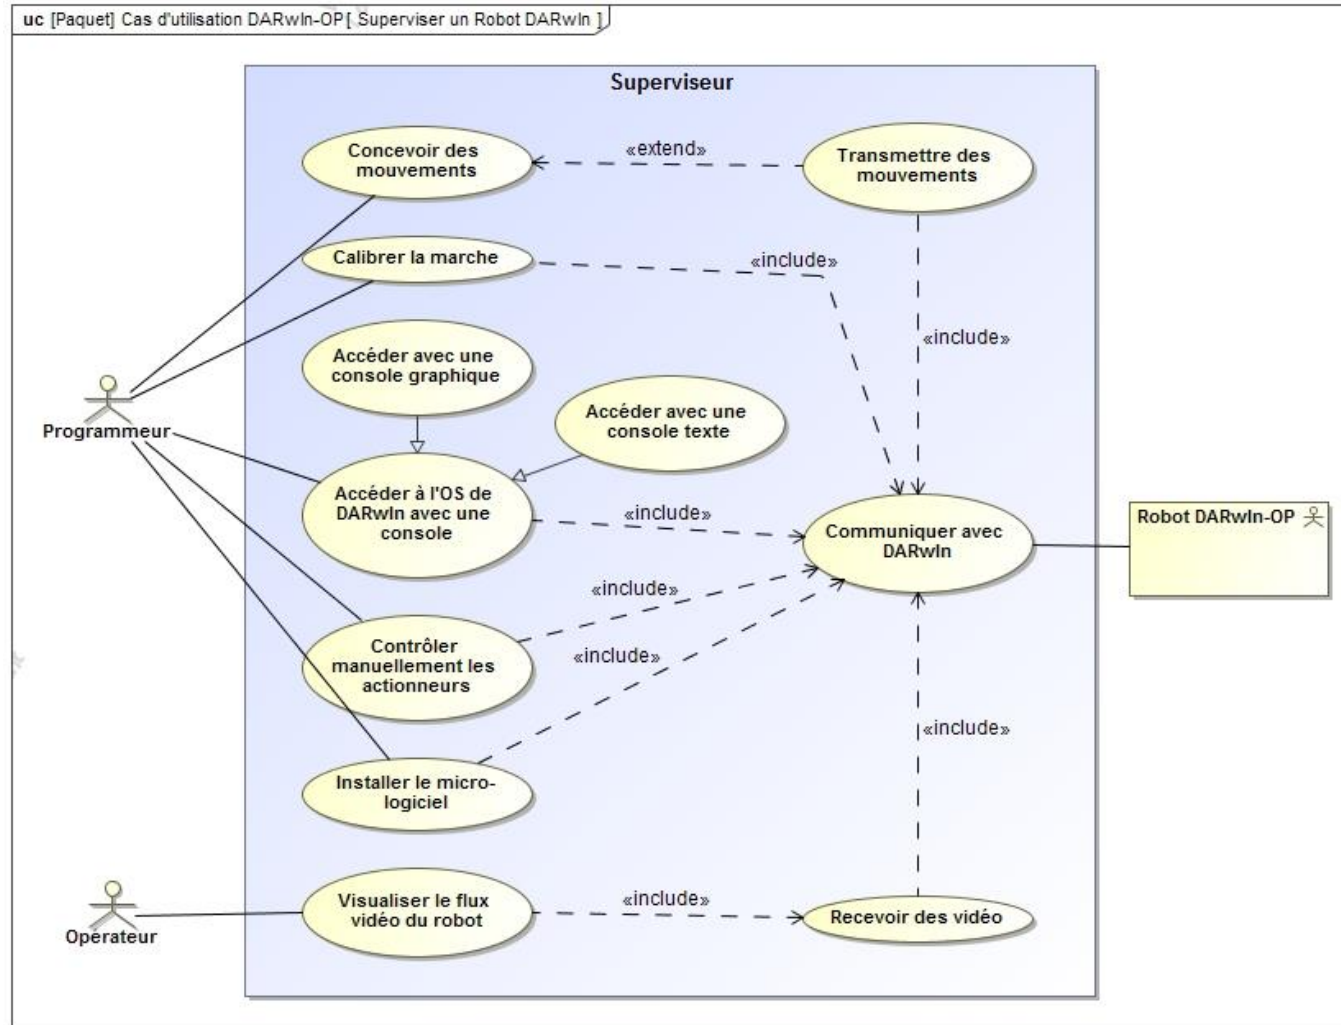 uc [Paquet] Cas d'utilisation DARwIn-OP[ Superviser un Robot DARwIn ]
Superviseur
Concevoir des
mouvements
«extend»
Transmettre des
mouvements
Calibrer la marche
«include»
«include»
Accéder avec une
console graphique
Accéder avec une
console texte
Programmeur
Accéder à l'OS de
DARwIn avec une
console
«include»
Communiquer avec
DARwIn
Robot DARwIn-OP
«include»
Contrôler
manuellement les
actionneurs
«include»
«include»
Installer le micro-
logiciel
Opérateur
Visualiser le flux
vidéo du robot
«include»
Recevoir des vidéo